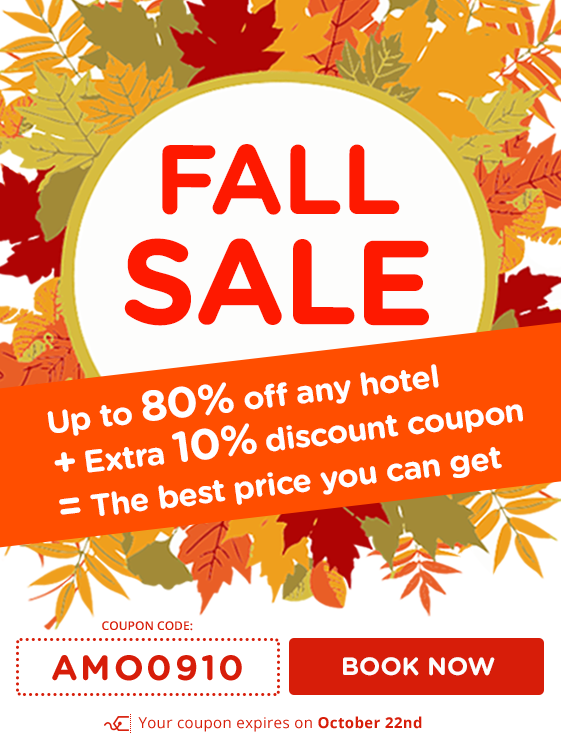 FALL
SALE
Up to 80% off any hotel
+ Extra 10% discount coupon
= The best price you can get
COUPON CODE:
AMO0910
BOOK NOW
Your coupon expires on October 22nd